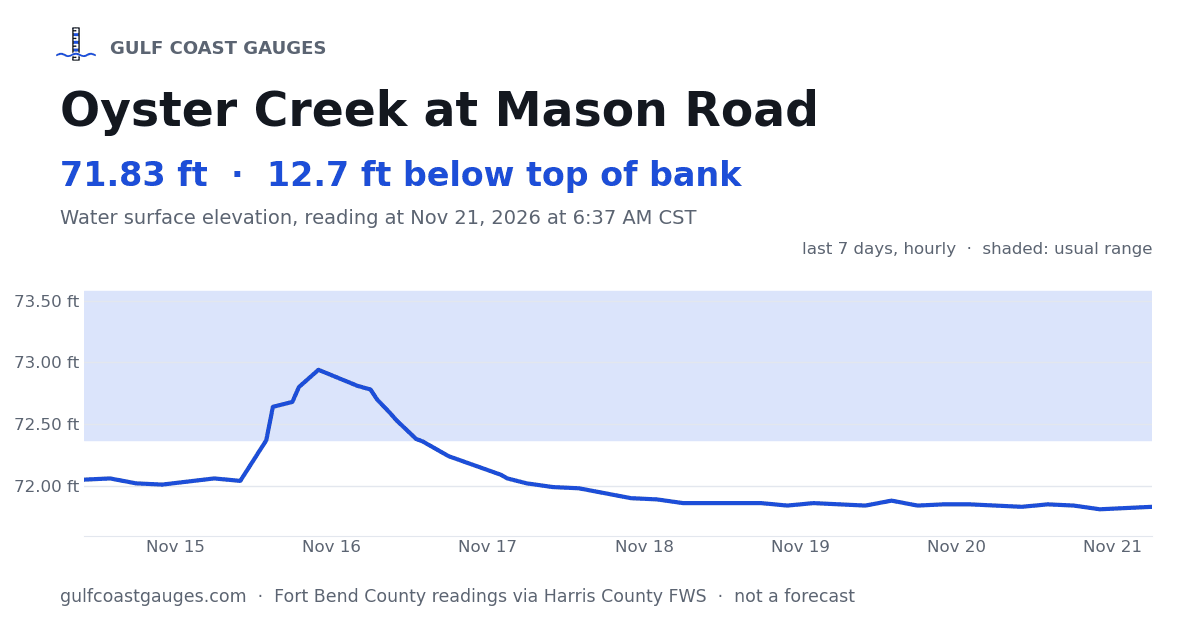 GULF COAST GAUGES
Oyster Creek at Mason Road
71.83 ft · 12.7 ft below top of bank
Water surface elevation, reading at Nov 21, 2026 at 6:37 AM CST
last 7 days, hourly · shaded: usual range
73.50 ft
73.00 ft
72.50 ft
72.00 ft
Nov 15 Nov 16 Nov 17 Nov 18 Nov 19 Nov 20 Nov 21
gulfcoastgauges.com · Fort Bend County readings via Harris County FWS · not a forecast